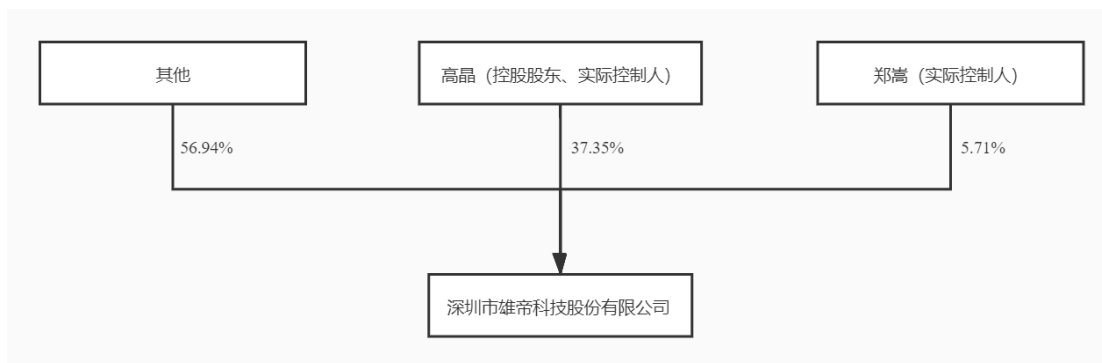 其他
高晶（控股股东、实际控制人）
郑嵩（实际控制人）
56.94%
37.35%
5.71%
深圳市雄帝科技股份有限公司